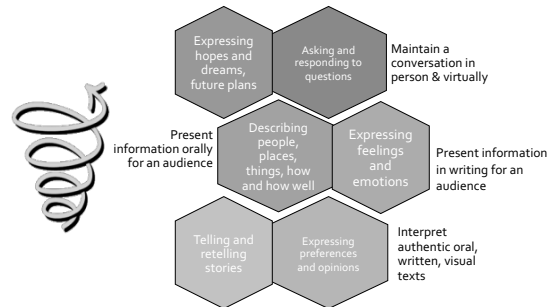 Expressing
hopes and
dreams,
future plans
Asking and
responding to
questions
Maintain a
conversation in
person & virtually
Present
information orally
for an audience
Describing
people,
places,
things, how
and how well
Expressing
feelings
and
emotions
Present information
in writing for an
audience
Telling and
retelling
stories
Expressing
preferences
and opinions
Interpret
authentic oral,
written, visual
texts